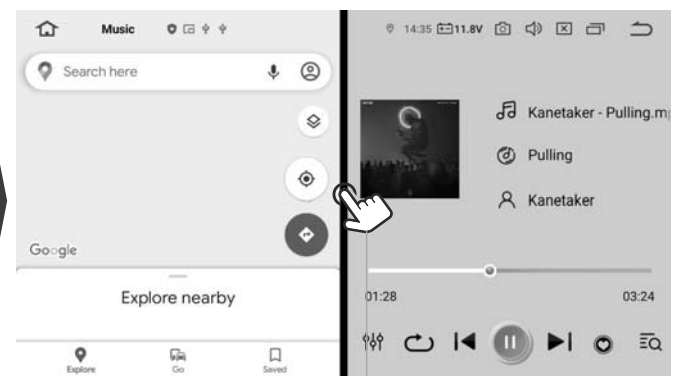 Music
14:35 11.8V
Search here
Kanetaker - Pulling.m
Pulling
Kanetaker
Google
Explore nearby
01:28
03:24
Explore
Go
Saved